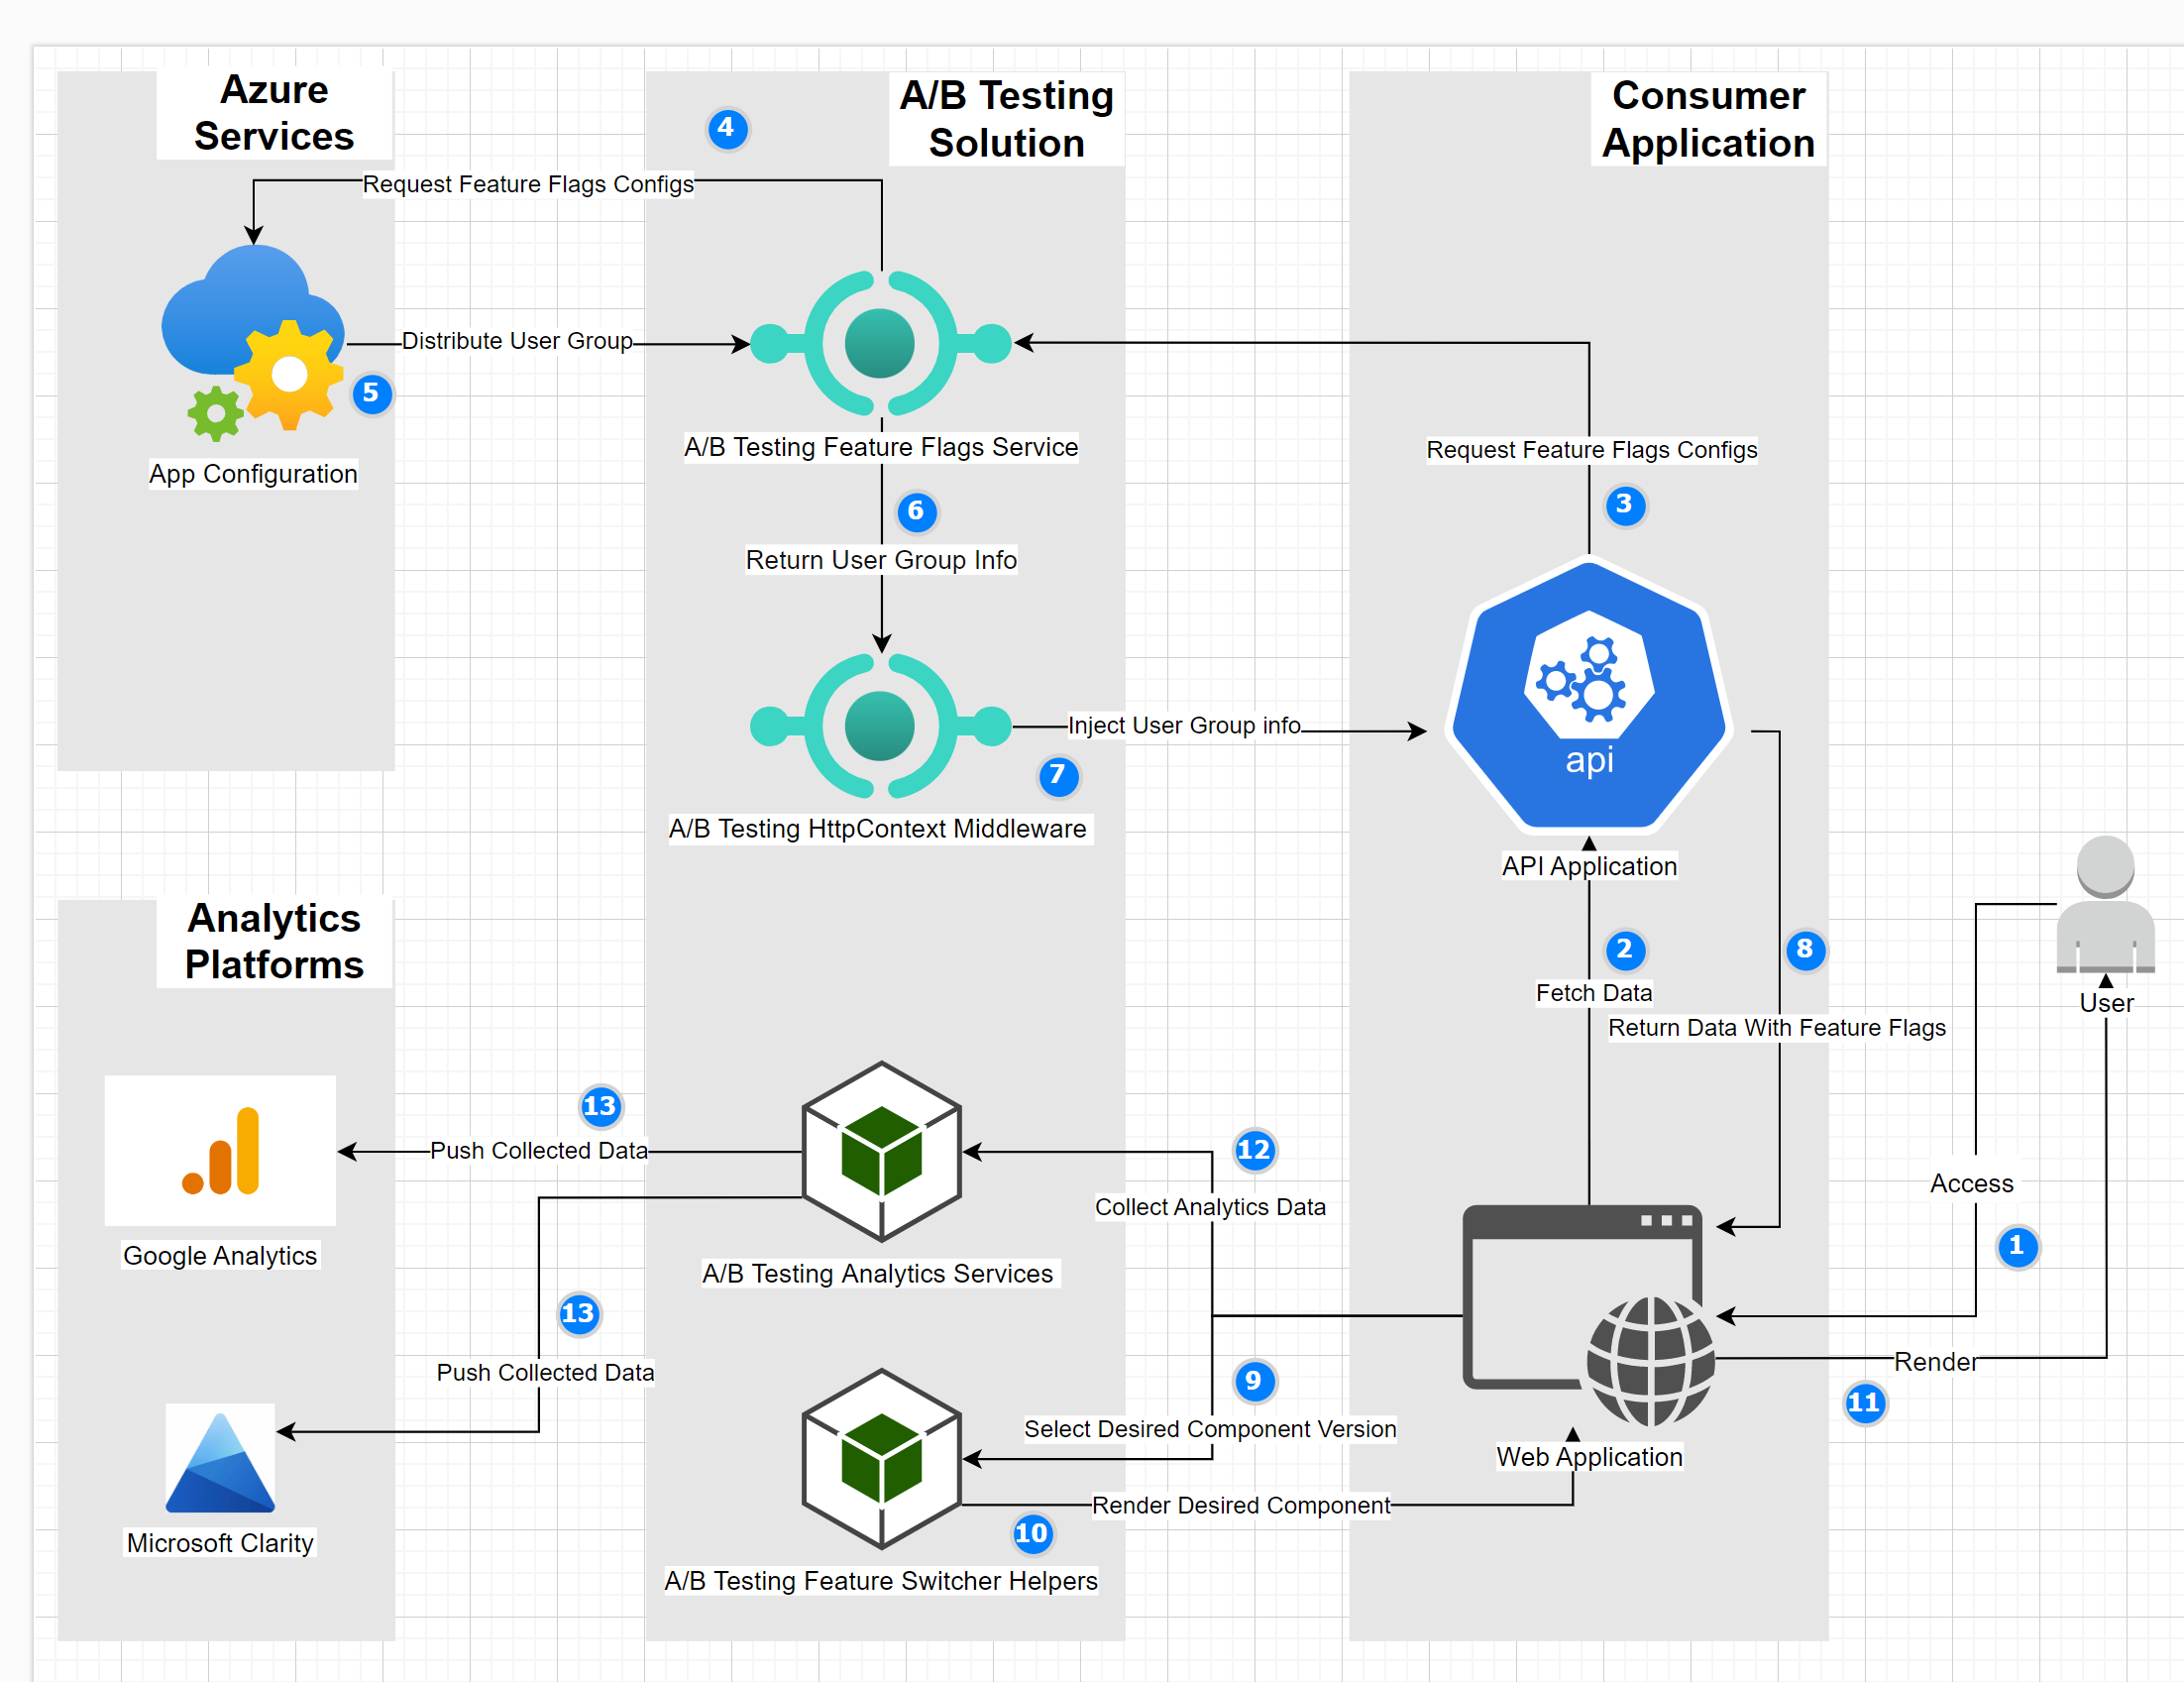 Azure
Services
A/B Testing
Solution
Consumer
Application
4
Request Feature Flags Configs
Distribute User Group
5
App Configuration
A/B Testing Feature Flags Service
Request Feature Flags Configs
3
6
Return User Group Info
Inject User Group info
7
api
A/B Testing HttpContext Middleware
API Application
Analytics
Platforms
2
8
Fetch Data
Return Data With Feature Flags
User
13
Push Collected Data
12
Collect Analytics Data
Access
1
Google Analytics
A/B Testing Analytics Services
13
Push Collected Data
9
Select Desired Component Version
Render
11
Web Application
Render Desired Component
10
Microsoft Clarity
A/B Testing Feature Switcher Helpers